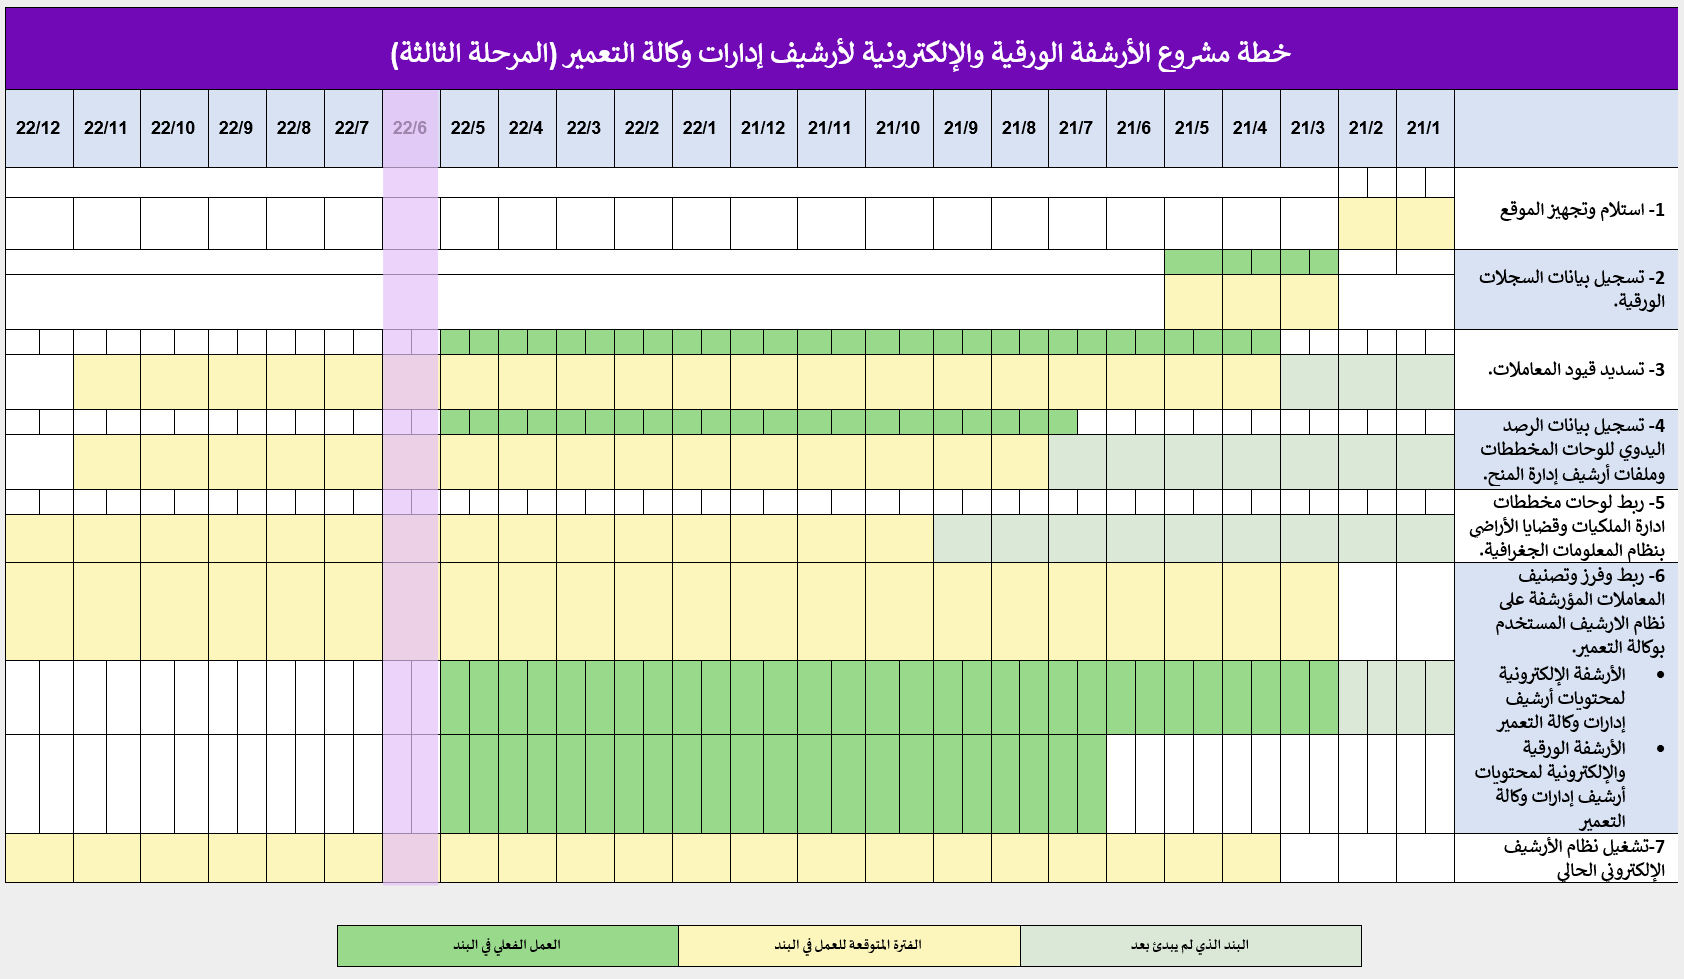 خطة مشروع الأرشفة الورقية والإلكترونية لأرشيف إدارات وكالة التعمير (المرحلة الثالثة)
21/1 21/2 21/3 21/4 21/5 21/6 21/7 21/8 21/9 21/10 21/11 21/12 22/1 22/2 22/3 22/4 22/5 22/6 22/7 22/8 22/9 22/10 22/11 22/12
1- استلام وتجهيز الموقع
2- تسجيل بيانات السجلات
الورقية.
3- تسديد قيود المعاملات.
4- تسجيل بيانات الرصد
اليدوي للوحات المخططات
وملفات أرشيف إدارة المنح.
5- ربط لوحات مخططات
ادارة الملكيات وقضايا الأراضي
بنظام المعلومات الجغرافية.
6- ربط وفرز وتصنيف
المعاملات المؤرشفة على
نظام الارشيف المستخدم
بوكالة التعمير.
• الأرشفة الإلكترونية
لمحتويات أرشيف
إدارات وكالة التعمير
• الأرشفة الورقية
والإلكترونية لمحتويات
أرشيف إدارات وكالة
التعمير
7-تشغيل نظام الأرشيف
الإلكتروني الحالي
البند الذي لم يبدئ بعد
الفترة المتوقعة للعمل في البند
العمل الفعلي في البند